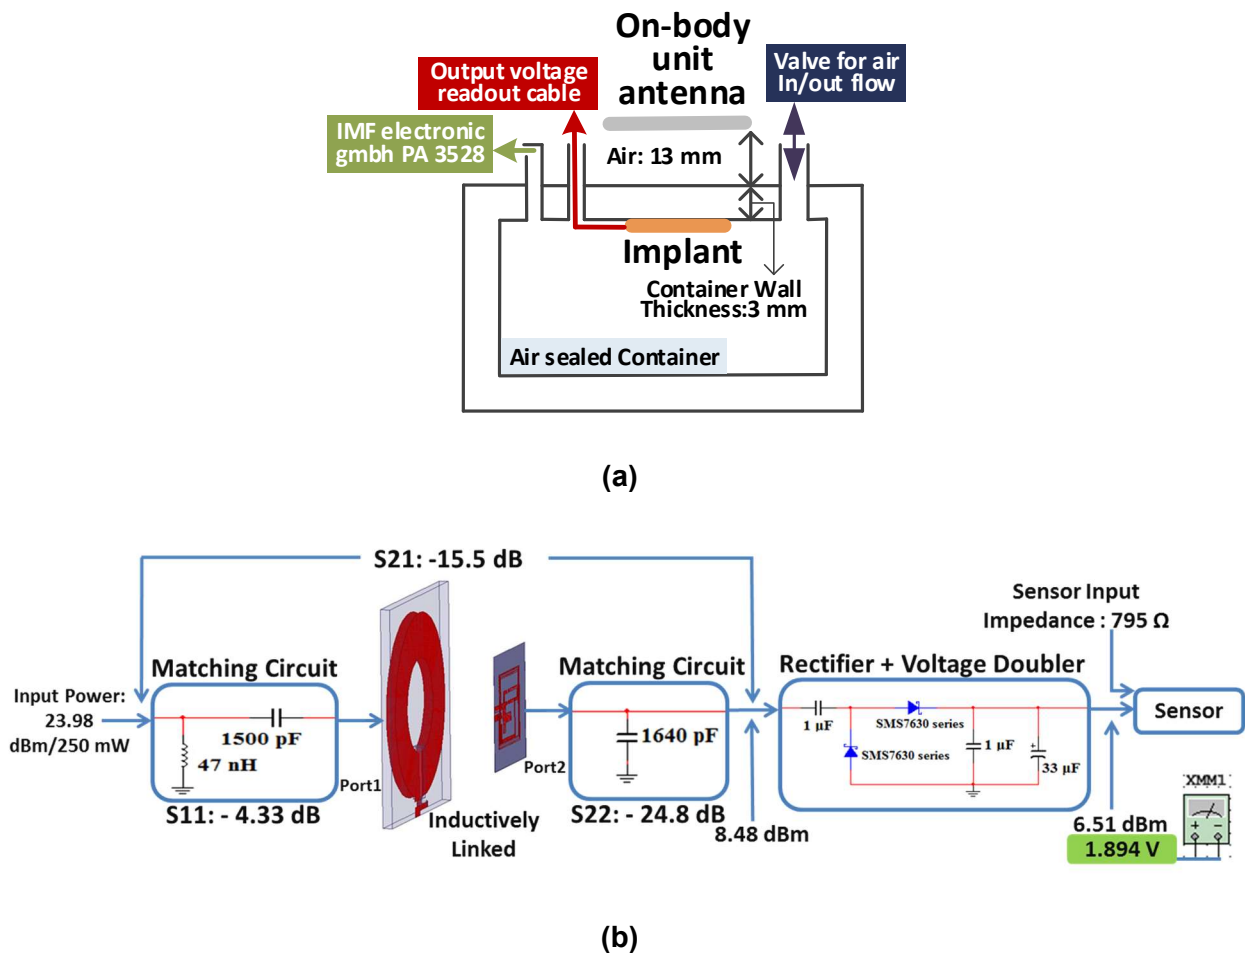 On-body
unit
antenna
Output voltage
readout cable
Valve for air
In/out flow
IMF electronic
gmbh PA 3528
Air: 13 mm
Implant
Container Wall
Thickness:3 mm
Air sealed Container
(a)
S21: -15.5 dB
Sensor Input
Impedance : 795 Ω
Matching Circuit
Matching Circuit
Rectifier + Voltage Doubler
Input Power:
23.98
dBm/250 mW
1500 pF
47 nH
Port1
S11: - 4.33 dB
Inductively
Linked
Port2
1640 pF
S22: - 24.8 dB
8.48 dBm
1 µF
SMS7630 series
SMS7630 series
1 µF
+
33 µF
Sensor
6.51 dBm
1.894 V
XMM1
+ −
(b)